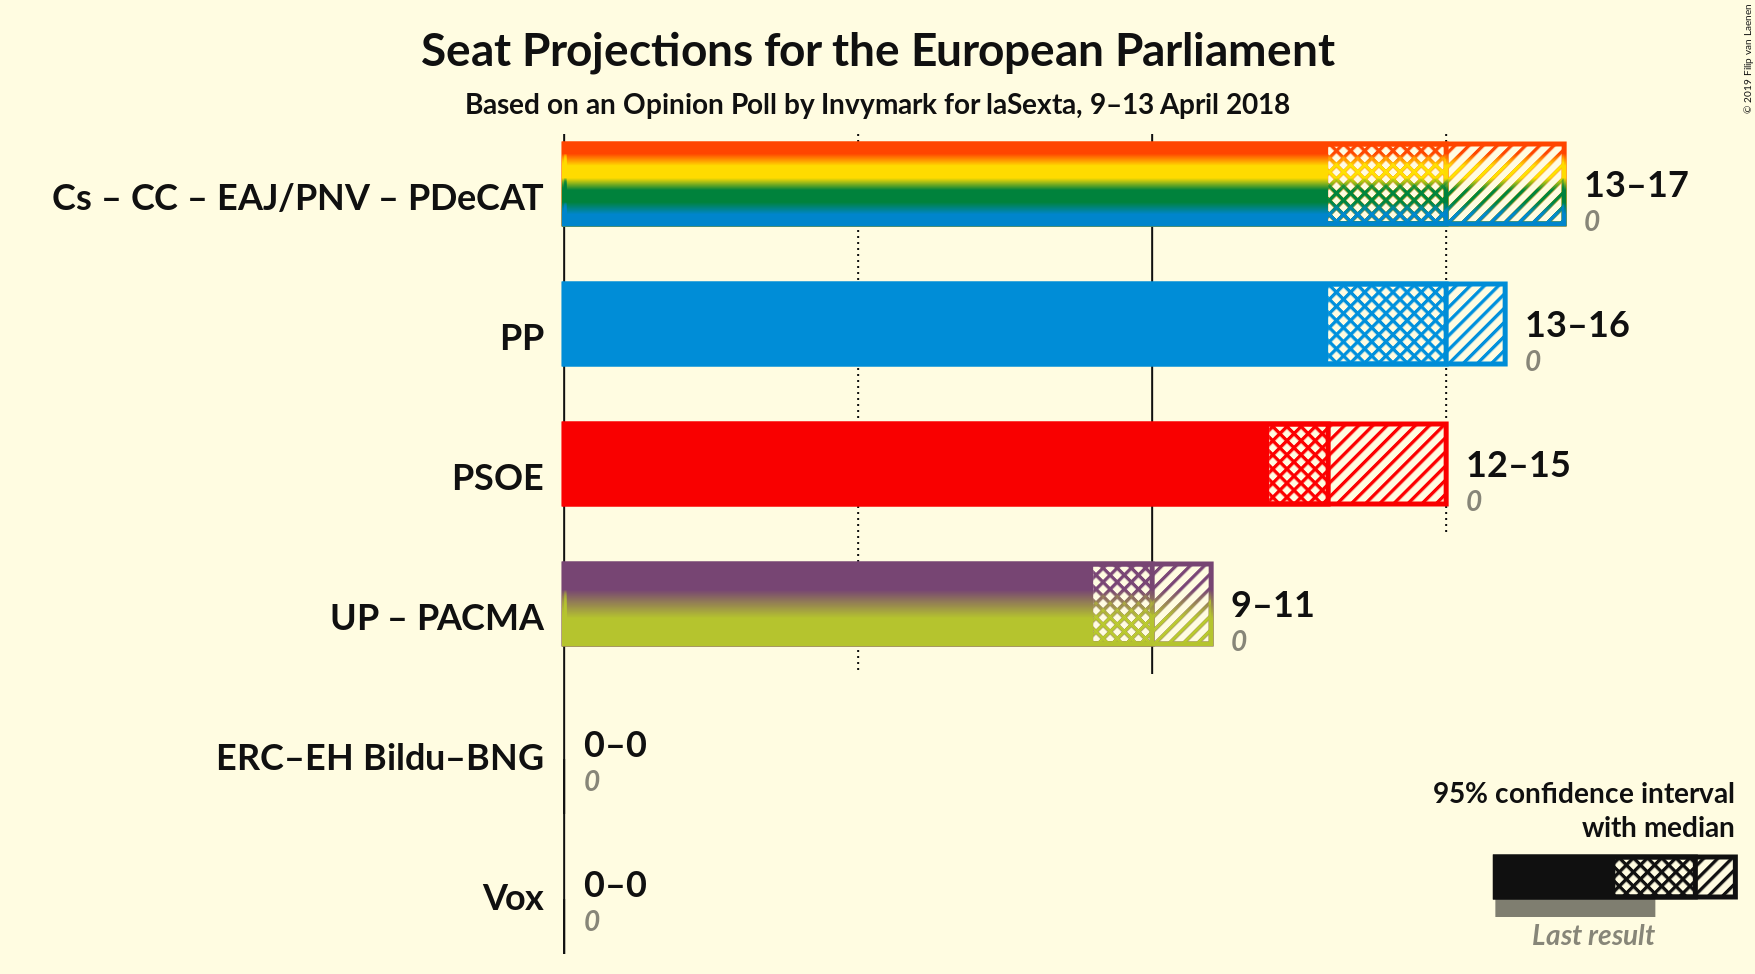 Seat Projections for the European Parliament
Based on an Opinion Poll by Invymark for laSexta, 9–13 April 2018
© 2019 Filip van Laenen
Cs – CC – EAJ/PNV – PDeCAT
13–17
0
PP
13–16
0
PSOE
12–15
0
UP – PACMA
9–11
0
ERC–EH Bildu–BNG
0–0
0
Vox
0–0
0
95% confidence interval
with median
Last result